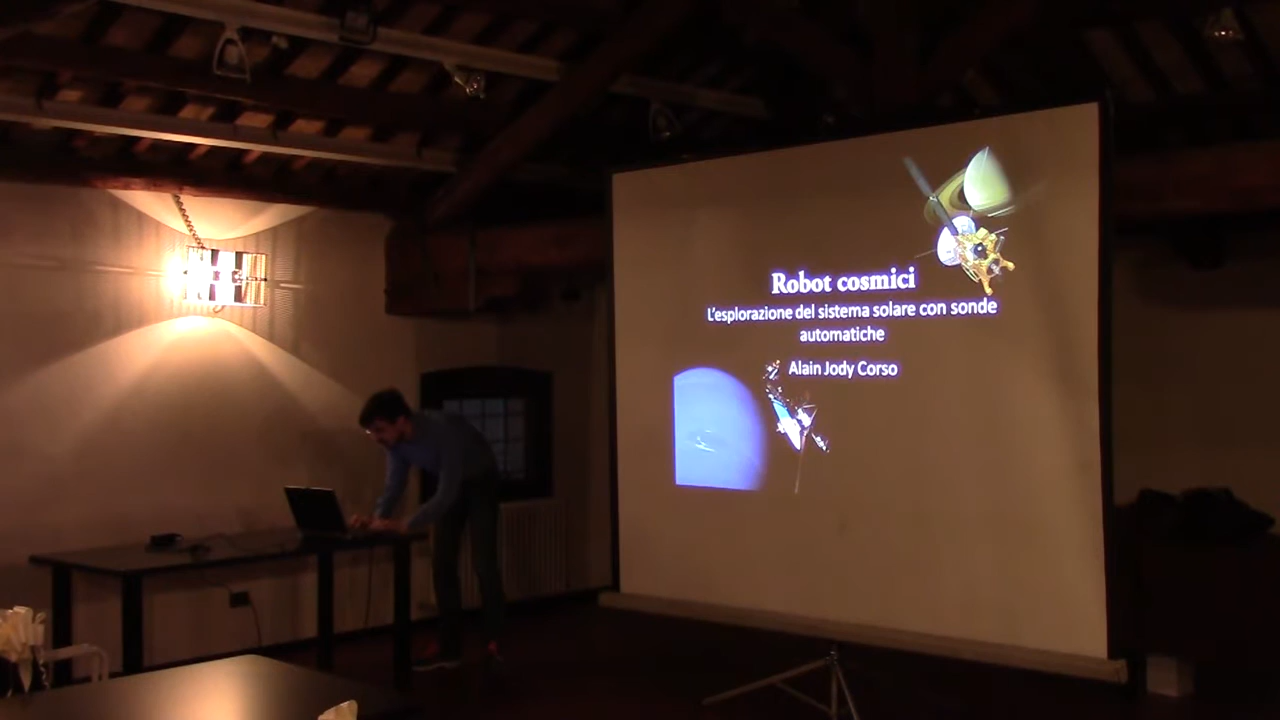 Robot cosmici
L'esplorazione del sistema solare con sonde
automatiche
Alain Jody Corso